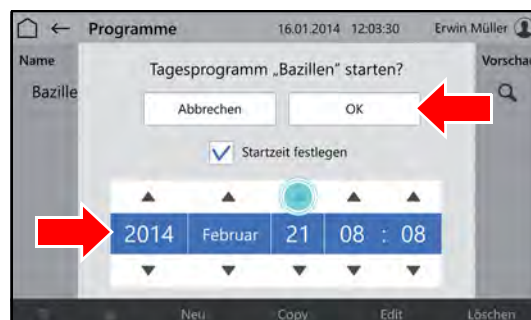 Programme 16.01.2014 12:03:30 Erwin Müller
Name Vorschau
Tagesprogramm „Bazillen“ starten?
Bazille
Abbrechen OK
Startzeit festlegen
2014 Februar 21 08 : 08
Neu Copy Edit Löschen